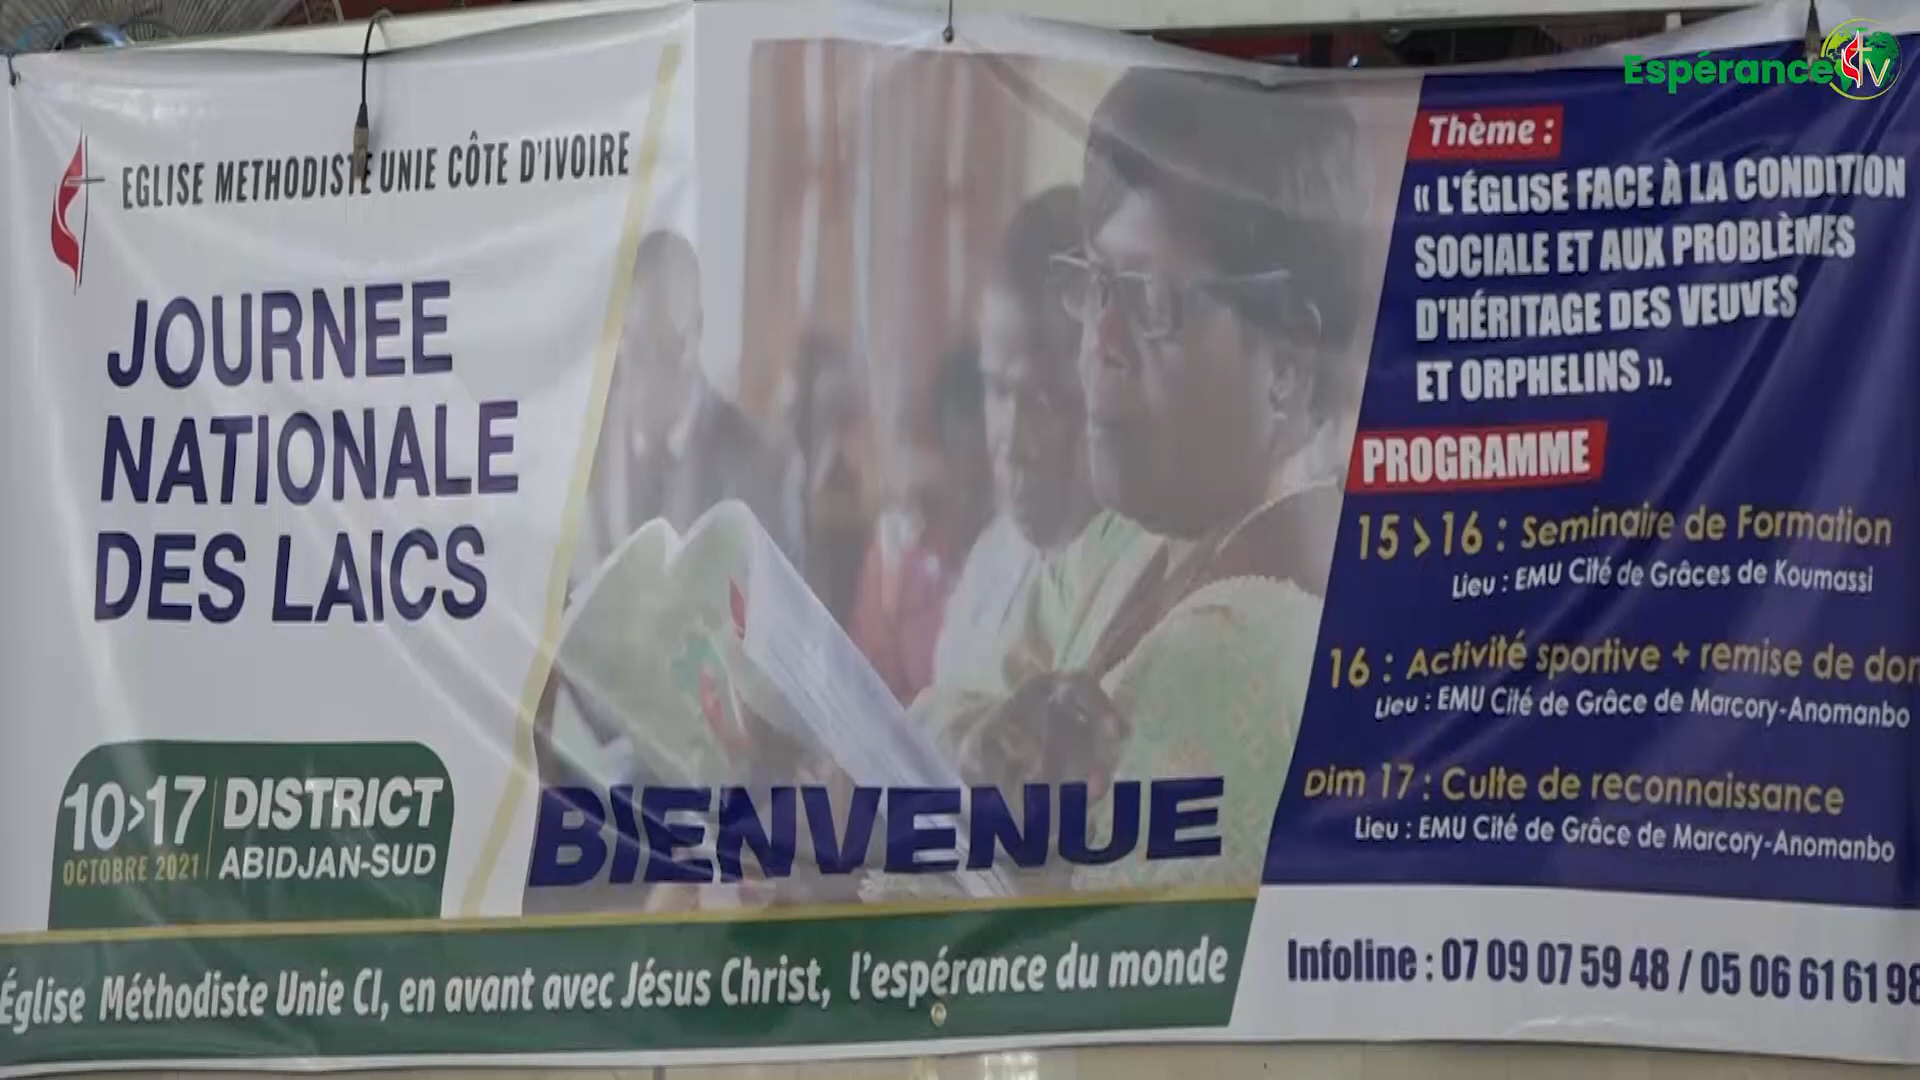 EspéranceTV
EGLISE METHODISTE UNIE CÔTE D'IVOIRE
JOURNEE
NATIONALE
DES LAICS
10>17
OCTOBRE 2021
DISTRICT
ABIDJAN-SUD
BIENVENUE
Église Méthodiste Unie CI, en avant avec Jésus Christ, l'espérance du monde
Thème :
« L'ÉGLISE FACE À LA CONDITION
SOCIALE ET AUX PROBLÈMES
D'HÉRITAGE DES VEUVES
ET ORPHELINS ».
PROGRAMME
15 > 16 : Seminaire de Formation
Lieu : EMU Cité de Grâces de Koumassi
16 : Activité sportive + remise de don
Lieu : EMU Cité de Grâce de Marcory-Anomanbo
Dim 17 : Culte de reconnaissance
Lieu : EMU Cité de Grâce de Marcory-Anomanbo
Infoline : 07 09 07 59 48 / 05 06 61 61 98